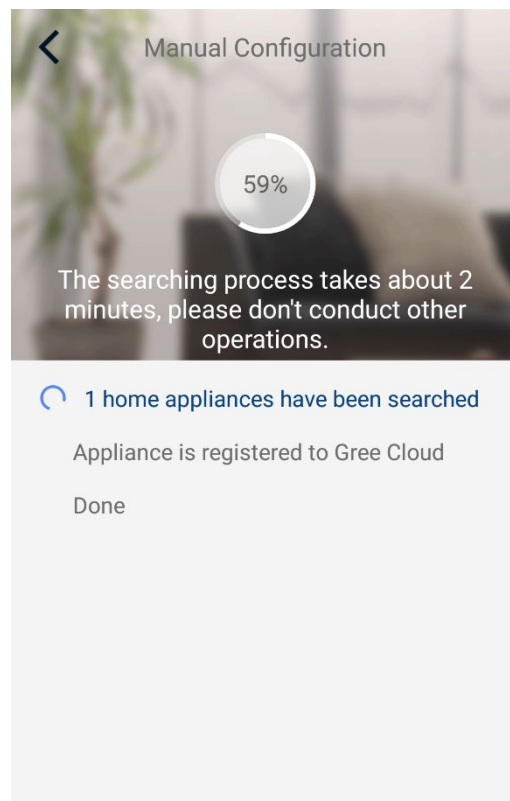 Manual Configuration
59%
The searching process takes about 2
minutes, please don't conduct other
operations.
1 home appliances have been searched
Appliance is registered to Gree Cloud
Done